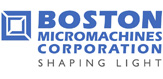 BOSTON
MICROMACHINES
CORPORATION
SHAPING LIGHT